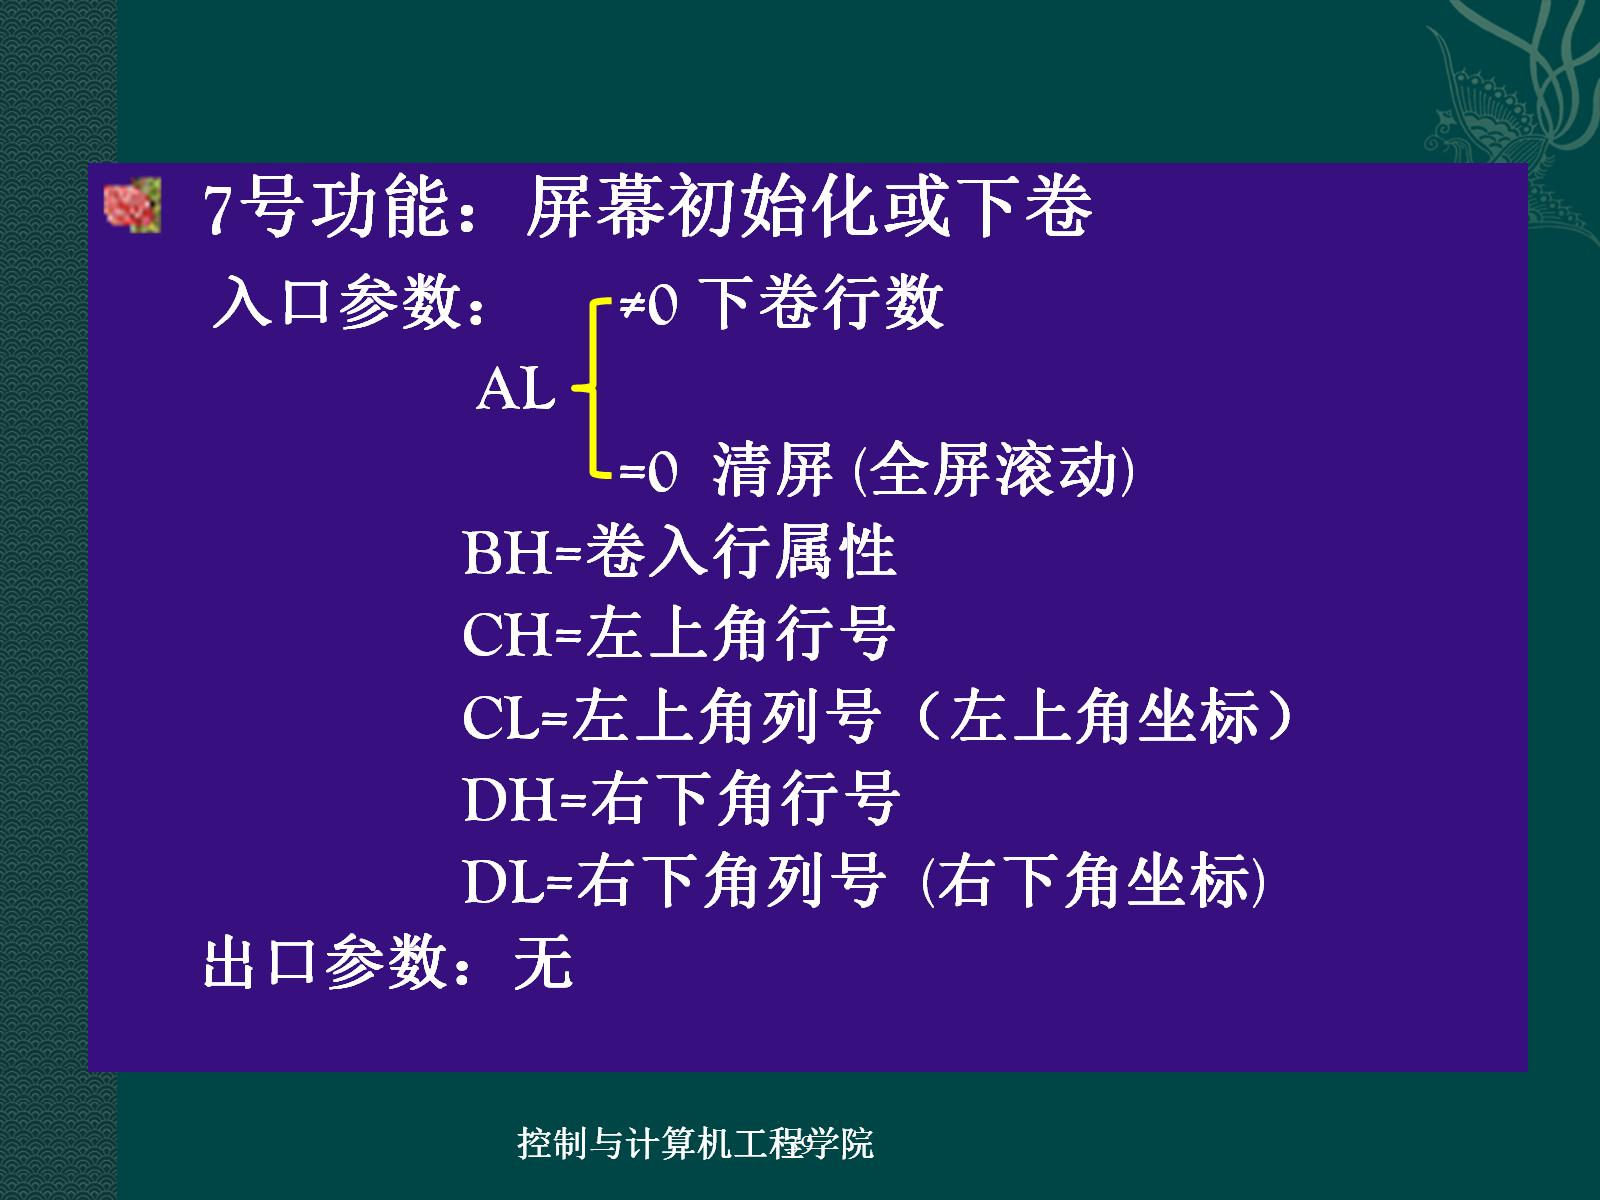 7号功能：屏幕初始化或下卷
入口参数：
≠0 下卷行数
AL
=0 清屏 (全屏滚动)
BH=卷入行属性
CH=左上角行号
CL=左上角列号（左上角坐标）
DH=右下角行号
DL=右下角列号 (右下角坐标)
出口参数：无
控制与计算机工程学院